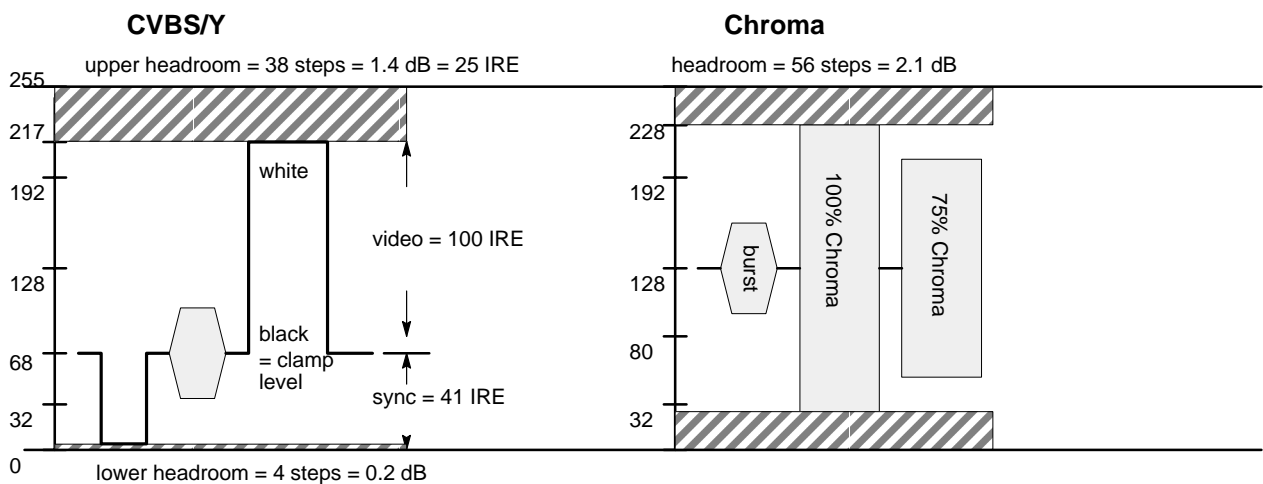 CVBS/Y
upper headroom = 38 steps = 1.4 dB = 25 IRE
255
217
192
128
68
32
0
white
video = 100 IRE
black
= clamp
level
sync = 41 IRE
lower headroom = 4 steps = 0.2 dB
Chroma
headroom = 56 steps = 2.1 dB
228
192
128
80
32
burst
100% Chroma
75% Chroma